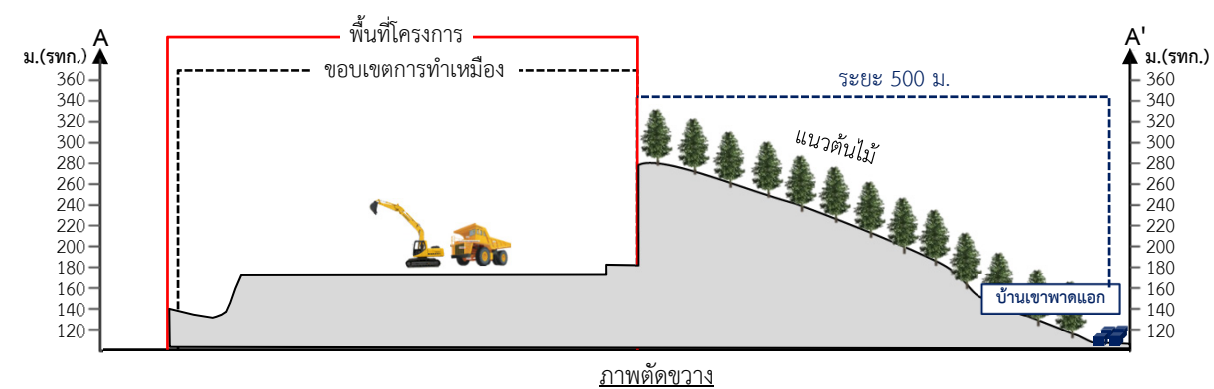 A
ม.(รทก.)
360
340
320
300
280
260
240
220
200
180
160
140
120
พื้นที่โครงการ
ขอบเขตการทำเหมือง
ระยะ 500 ม.
แนวต้นไม้
บ้านเขาพาดแอก
A'
ม.(รทก.)
360
340
320
300
280
260
240
220
200
180
160
140
120
ภาพตัดขวาง